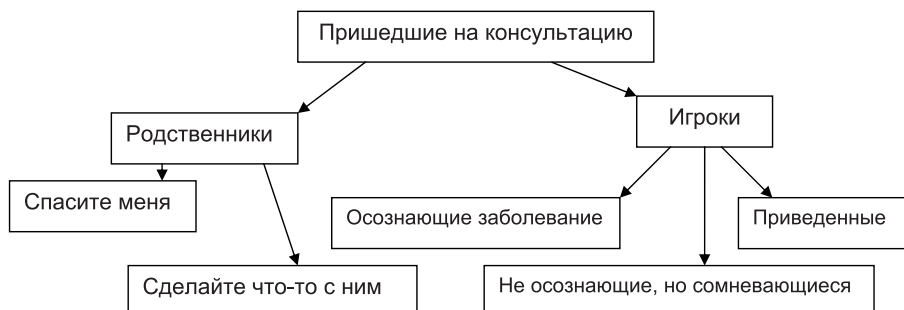 Пришедшие на консультацию
Родственники
Игроки
Спасите меня
Осознающие заболевание
Приведенные
Сделайте что-то с ним
Не осознающие, но сомневающиеся